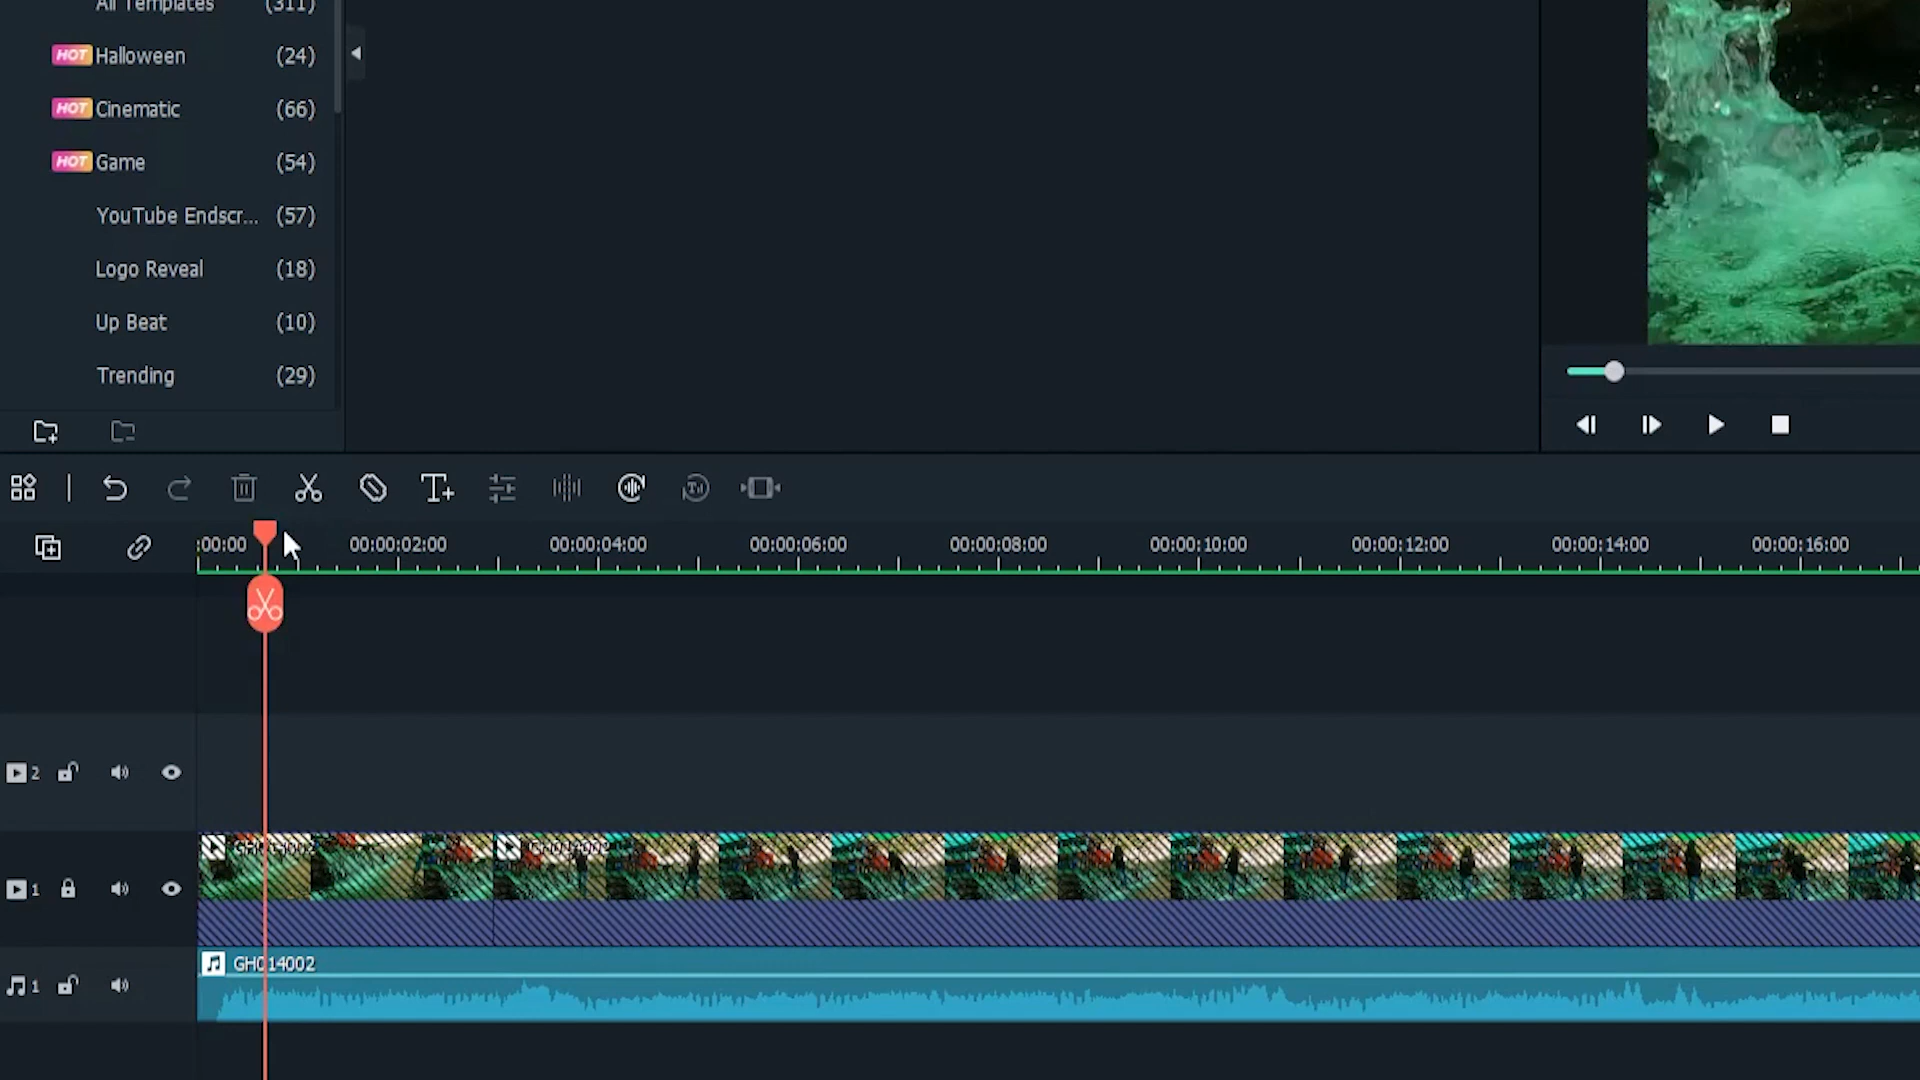 All Templates (311)
HOT Halloween (24)
HOT Cinematic (66)
HOT Game (54)
YouTube Endscr... (57)
Logo Reveal (18)
Up Beat (10)
Trending (29)
:00:00 00:00:02:00 00:00:04:00 00:00:06:00 00:00:08:00 00:00:10:00 00:00:12:00 00:00:14:00 00:00:16:00
2
GH014002 GH014002
1
GH014002
1